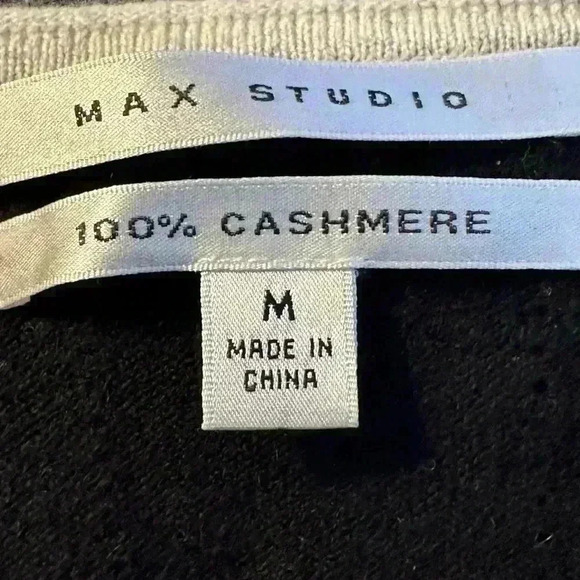 MAX STUDIO
100% CASHMERE
M
MADE IN
CHINA